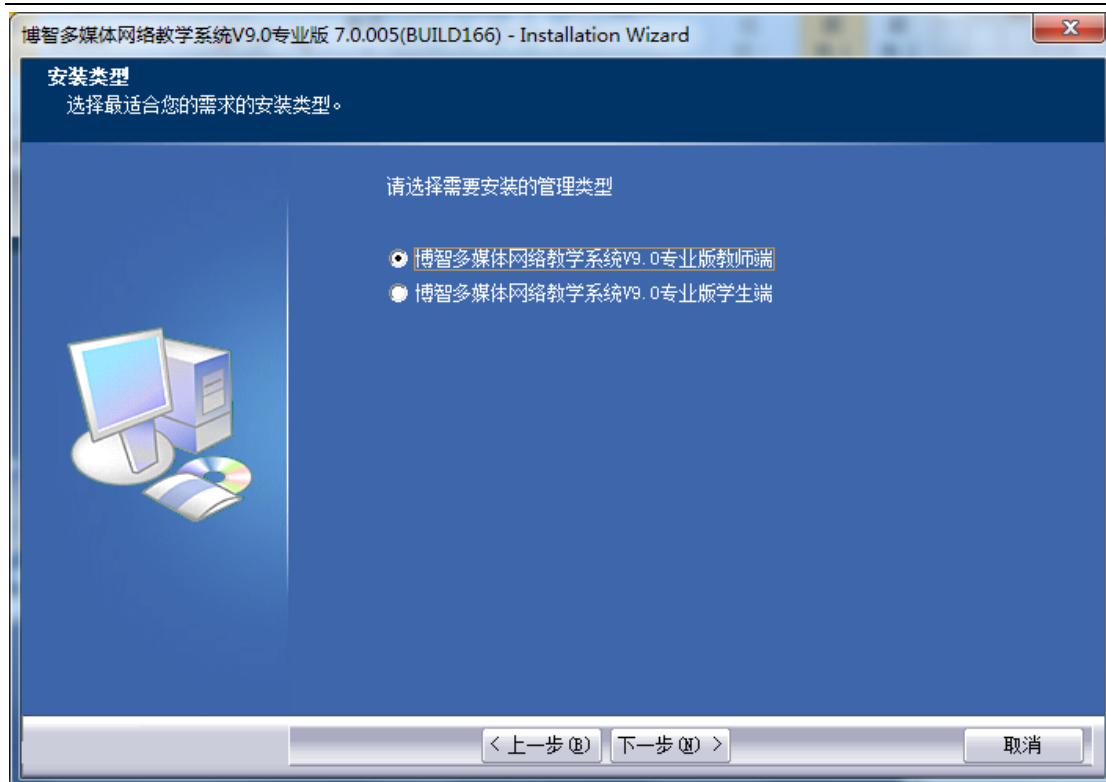 博智多媒体网络教学系统V9.0专业版 7.0.005(BUILD166) - Installation Wizard
安装类型
选择最适合您的需求的安装类型。
请选择需要安装的管理类型
博智多媒体网络教学系统V9.0专业版教师端
博智多媒体网络教学系统V9.0专业版学生端
<上一步(B) 下一步(N)> 取消